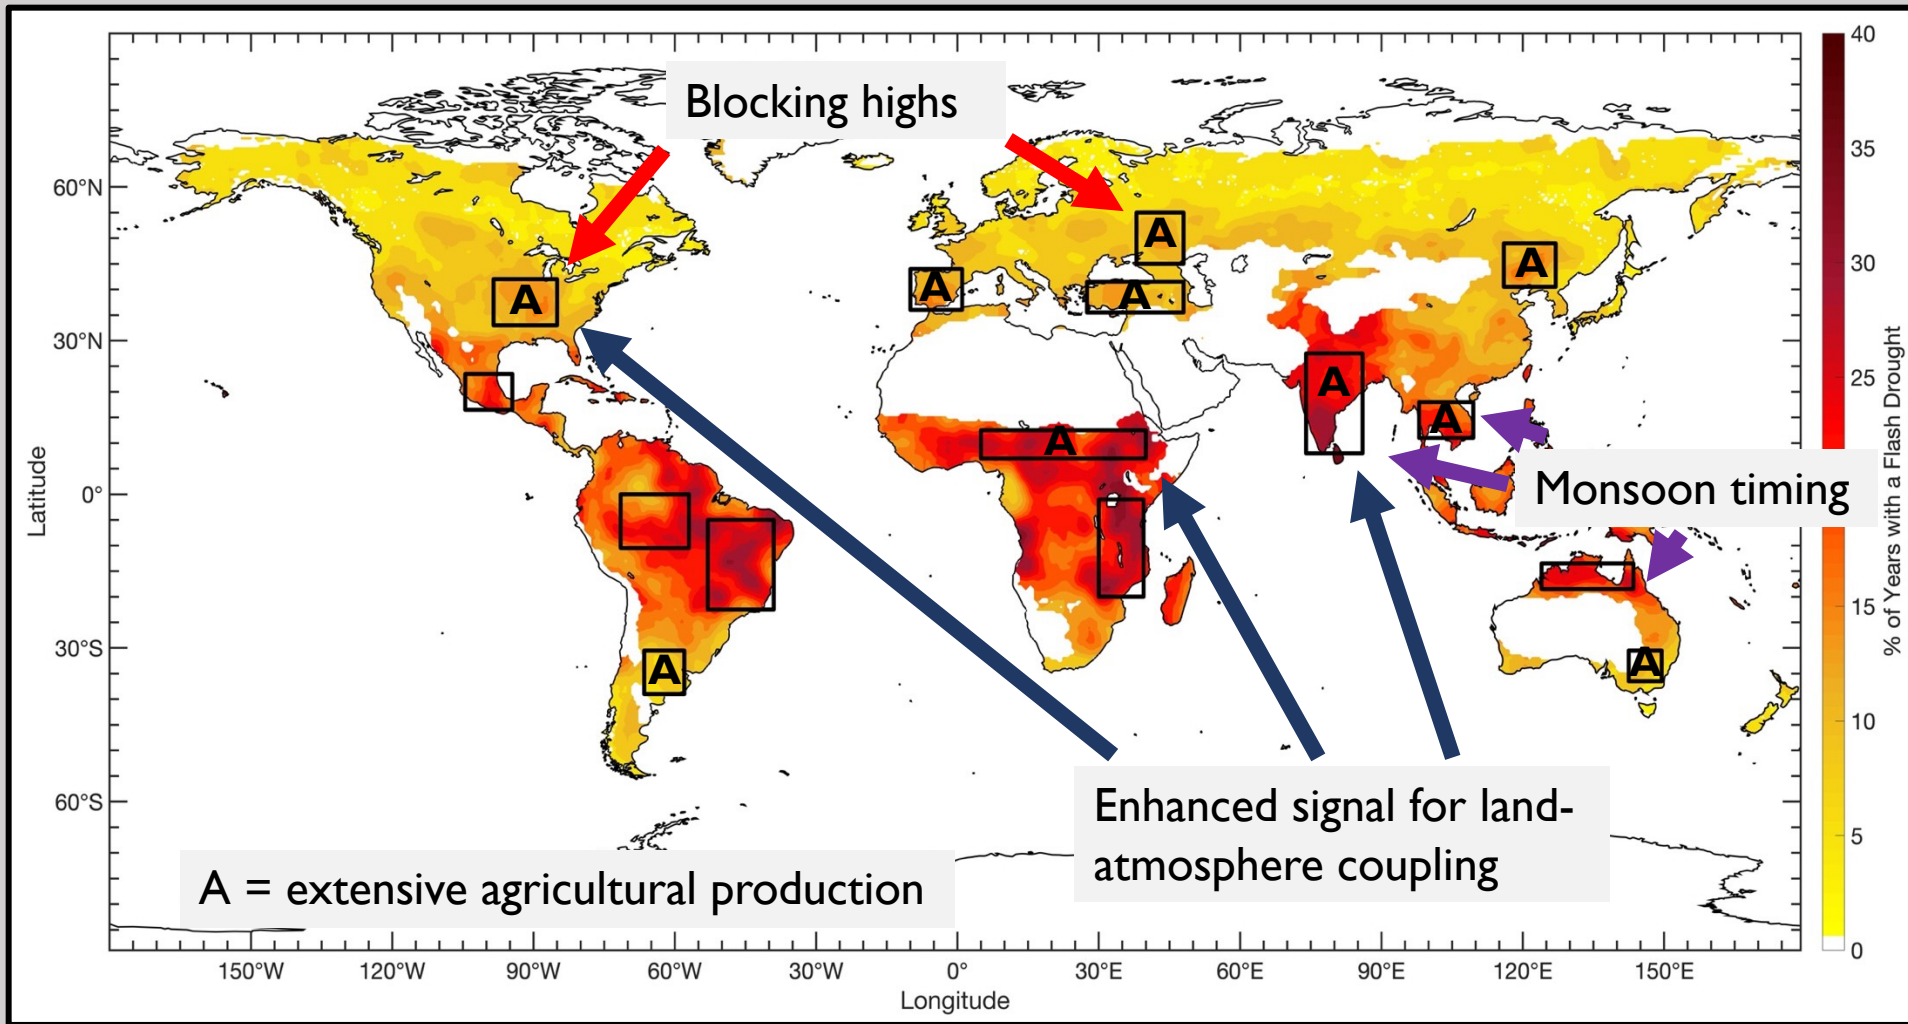 Blocking highs
60°N
30°N
0°
30°S
60°S
Latitude
A
A
A
A
A
A
A
A
A
A
Monsoon timing
Enhanced signal for land-
atmosphere coupling
A = extensive agricultural production
150°W 120°W 90°W 60°W 30°W 0° 30°E 60°E 90°E 120°E 150°E
Longitude
40
35
30
25
15
10
5
0
% of Years with a Flash Drought